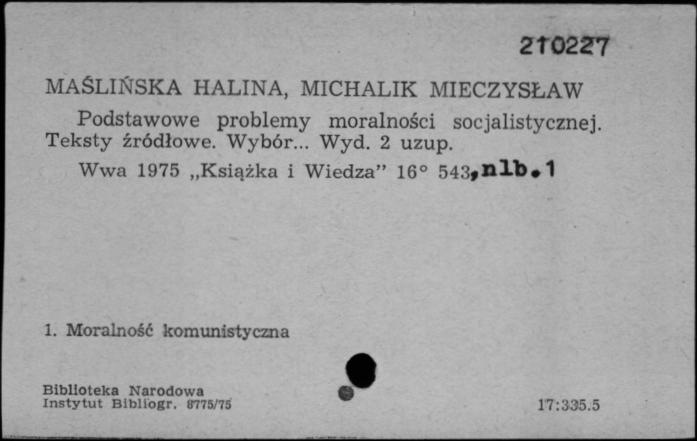 210227
MAŚLIŃSKA HALINA, MICHALIK MIECZYSŁAW
Podstawowe problemy moralności socjalistycznej.
Teksty źródłowe. Wybór... Wyd. 2 uzup.
Wwa 1975 „Książka i Wiedza” 16° 543, nlb. 1
1. Moralność komunistyczna
Biblioteka Narodowa
Instytut Bibliogr. 8775/75
17:335.5